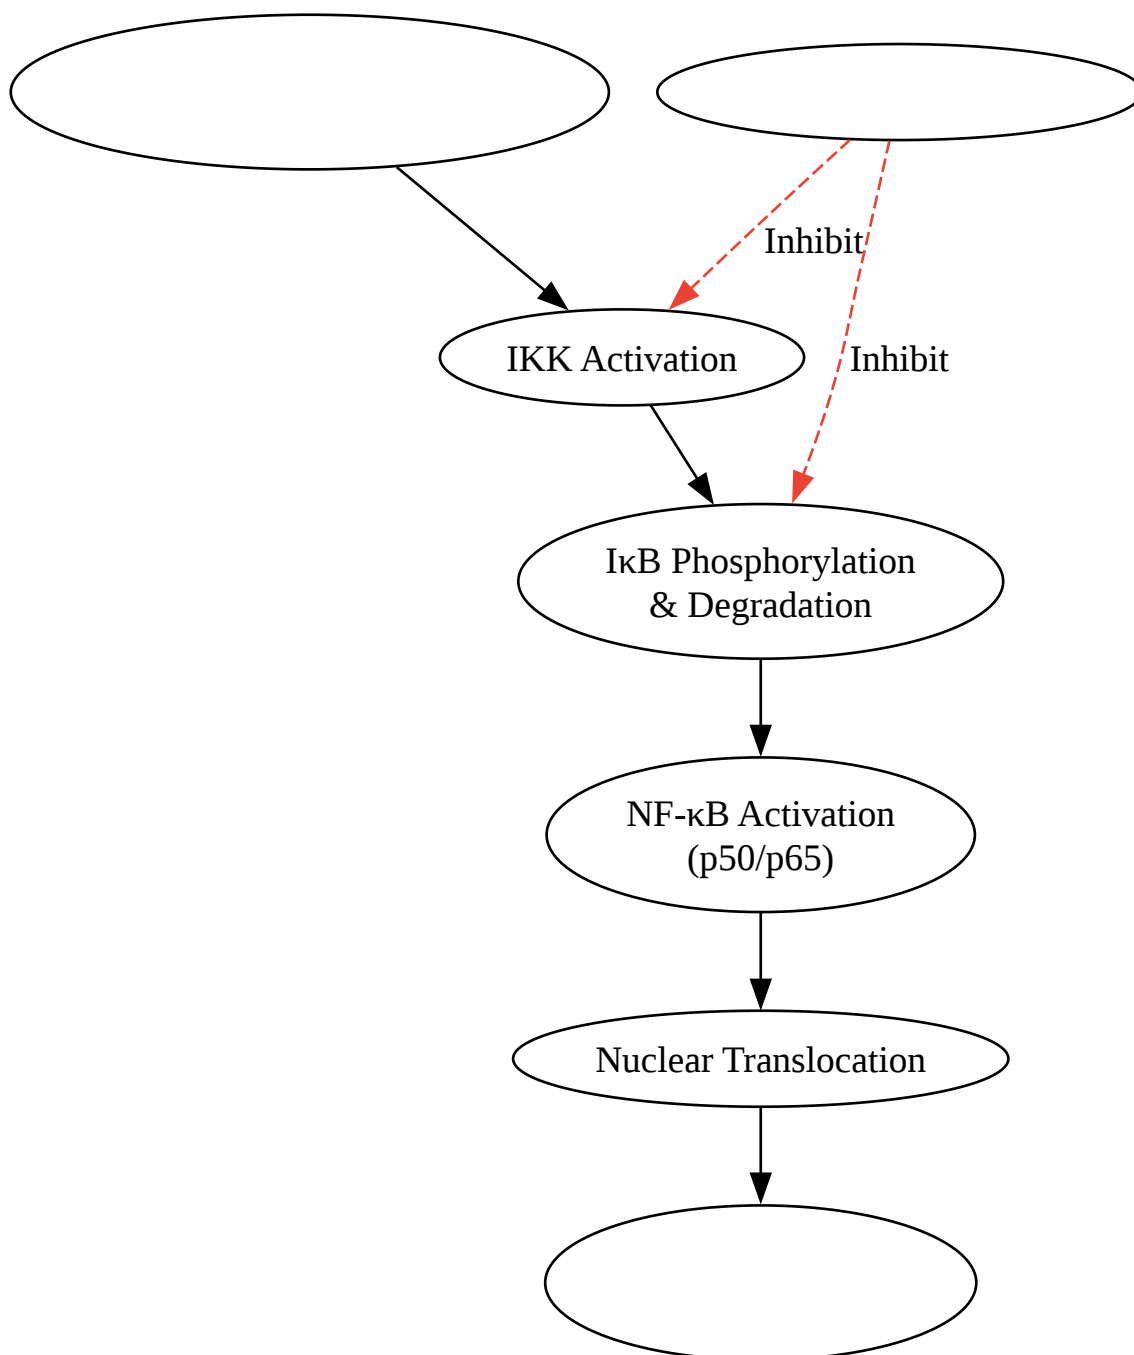 Inhibit
IKK Activation
Inhibit
IκB Phosphorylation
& Degradation
NF-κB Activation
(p50/p65)
Nuclear Translocation